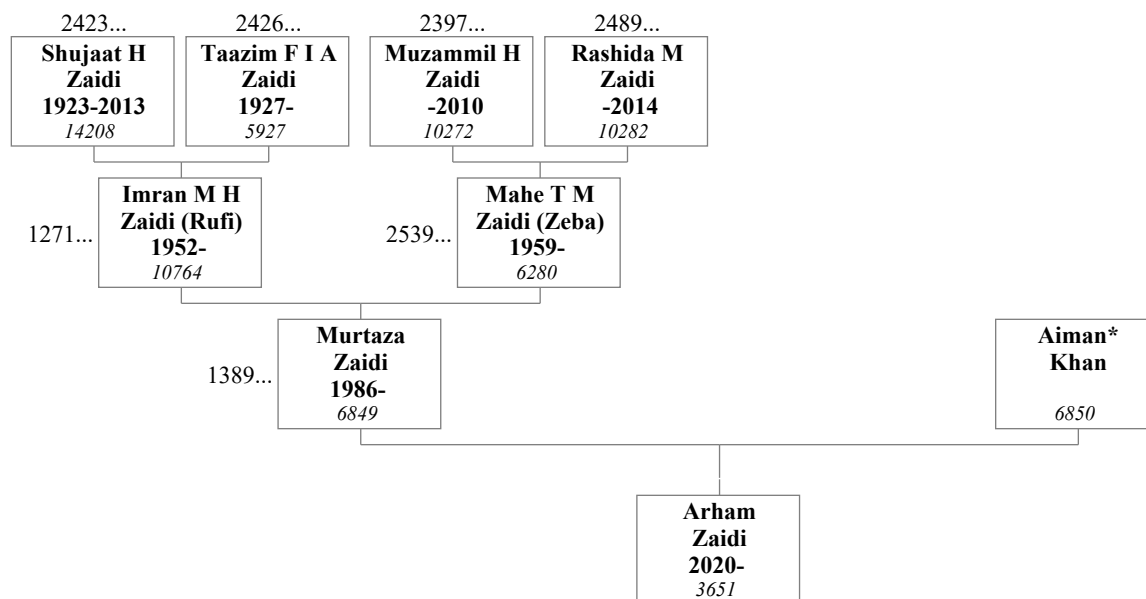 2423...
2426...
2397...
2489...
Shujaat H
Zaidi
1923-2013
14208
Taazim F I A
Zaidi
1927-
5927
Muzammil H
Zaidi
-2010
10272
Rashida M
Zaidi
-2014
10282
1271...
Imran M H
Zaidi (Rufi)
1952-
10764
2539...
Mahe T M
Zaidi (Zeba)
1959-
6280
1389...
Murtaza
Zaidi
1986-
6849
Aiman*
Khan
6850
Arham
Zaidi
2020-
3651